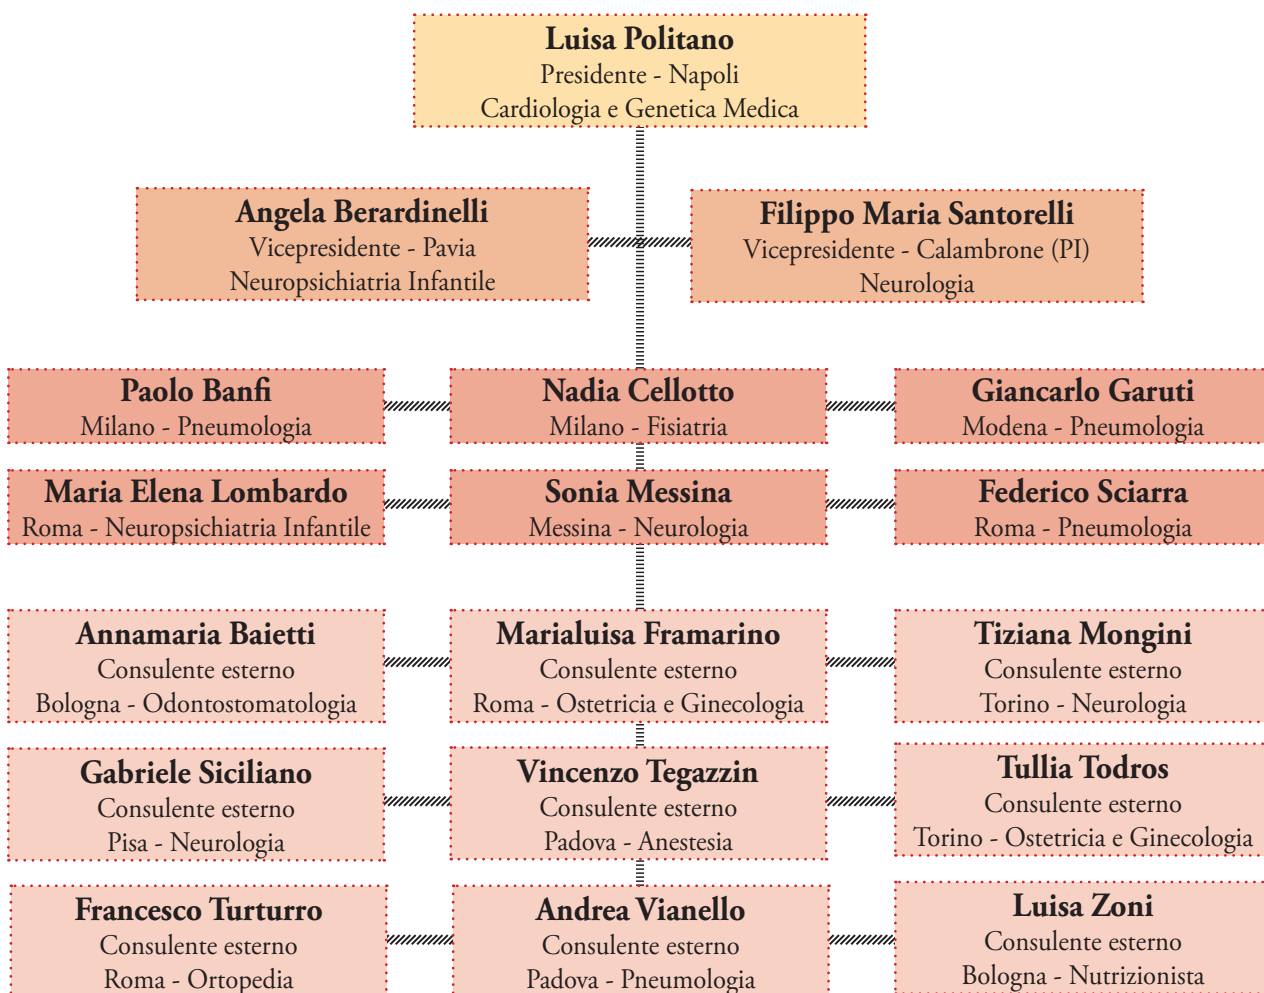 Luisa Politano
Presidente - Napoli
Cardiologia e Genetica Medica
Angela Berardinelli
Vicepresidente - Pavia
Neuropsichiatria Infantile
Filippo Maria Santorelli
Vicepresidente - Calambrone (PI)
Neurologia
Paolo Banfi
Milano - Pneumologia
Nadia Cellotto
Milano - Fisiatria
Giancarlo Garuti
Modena - Pneumologia
Maria Elena Lombardo
Roma - Neuropsichiatria Infantile
Sonia Messina
Messina - Neurologia
Federico Sciarra
Roma - Pneumologia
Annamaria Baietti
Consulente esterno
Bologna - Odontostomatologia
Marialuisa Framarino
Consulente esterno
Roma - Ostetricia e Ginecologia
Tiziana Mongini
Consulente esterno
Torino - Neurologia
Gabriele Siciliano
Consulente esterno
Pisa - Neurologia
Vincenzo Tegazzin
Consulente esterno
Padova - Anestesia
Tullia Todros
Consulente esterno
Torino - Ostetricia e Ginecologia
Francesco Turturro
Consulente esterno
Roma - Ortopedia
Andrea Vianello
Consulente esterno
Padova - Pneumologia
Luisa Zoni
Consulente esterno
Bologna - Nutrizionista